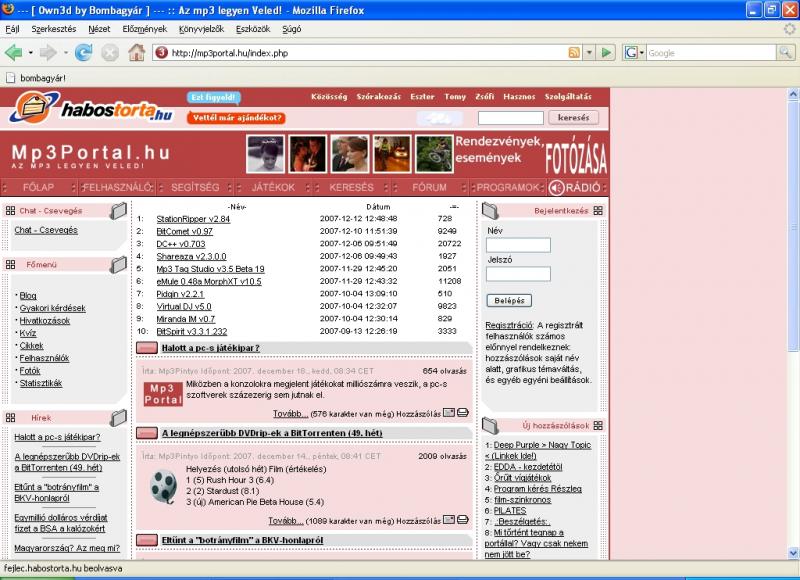 --- [ Own3d by Bombagyár ] --- :: Az mp3 legyen Veled! - Mozilla Firefox
Fájl Szerkesztés Nézet Előzmények Könyvjelzők Eszközök Súgó
http://mp3portal.hu/index.php
Google
bombagyár!
habostorta.hu
Ezt figyeld!
Vettél már ajándékot?
Közösség Szórakozás Eszter Tomy Zsófi Hasznos Szolgáltatás
keresés
Mp3Portal.hu
AZ MP3 LEGYEN VELED!
Rendezvények, események
FOTÓZÁSA
FŐLAP FELHASZNÁLÓ SEGÍTSÉG JÁTÉKOK KERESÉS FÓRUM PROGRAMOK RÁDIÓ
Chat - Csevegés
Chat - Csevegés
Főmenü
· Blog
· Gyakori kérdések
· Hivatkozások
· Kvíz
· Cikkek
· Felhasználók
· Fotók
· Statisztikák
Hírek
Halott a pc-s játékipar?
A legnépszerűbb DVDrip-ek
a BitTorrenten (49. hét)
Eltűnt a "botrányfilm" a
BKV-honlapról
Egymillió dolláros vérdíjat
fizet a BSA a kalózokért
Magyarország? Az meg mi?
-Név- Dátum -=-
1: StationRipper v2.84 2007-12-12 12:48:48 728
2: BitComet v0.97 2007-12-10 11:51:39 9249
3: DC++ v0.703 2007-12-06 09:51:49 20722
4: Shareaza v2.3.0.0 2007-12-06 09:49:43 1927
5: Mp3 Tag Studio v3.5 Beta 19 2007-11-29 12:45:20 2051
6: eMule 0.48a MorphXT v10.5 2007-11-29 12:43:32 11208
7: Pidgin v2.2.1 2007-10-04 13:09:10 510
8: Virtual DJ v5.0 2007-10-04 12:32:07 9823
9: Miranda IM v0.7 2007-10-04 12:30:14 829
10: BitSpirit v3.3.1.232 2007-09-13 12:26:19 3333
Halott a pc-s játékipar?
Írta: Mp3Pintyo Időpont: 2007. december 18., kedd, 08:34 CET 654 olvasás
Mp3
Portal
Miközben a konzolokra megjelent játékokat milliószámra veszik, a pc-s
szoftverek százezerig sem jutnak el.
Tovább... (576 karakter van még) Hozzászólás
A legnépszerűbb DVDrip-ek a BitTorrenten (49. hét)
Írta: Mp3Pintyo Időpont: 2007. december 14., péntek, 08:41 CET 2009 olvasás
Helyezés (utolsó hét) Film (értékelés)
1 (5) Rush Hour 3 (6.4)
2 (2) Stardust (8.1)
3 (új) American Pie Beta House (5.4)
Tovább... (1089 karakter van még) Hozzászólás
Eltűnt a "botrányfilm" a BKV-honlapról
Bejelentkezés
Név
Jelszó
Belépés
Regisztráció: A regisztrált
felhasználók számos
előnnyel rendelkeznek:
hozzászólások saját név
alatt, grafikus témaváltás,
és egyéb egyéni beállítások.
Új hozzászólások
1: Deep Purple > Nagy Topic
< (Linkek Ide!)
2: EDDA - kezdetétől
3: Őrült vígjátékok
4: Program kérés Részleg
5: film-szinkronos
6: PILATES
7: .:Beszélgetés:.
8: Mi történt tegnap a
portállal? Vagy csak nekem
nem jött be?
fejlec.habostorta.hu beolvasva